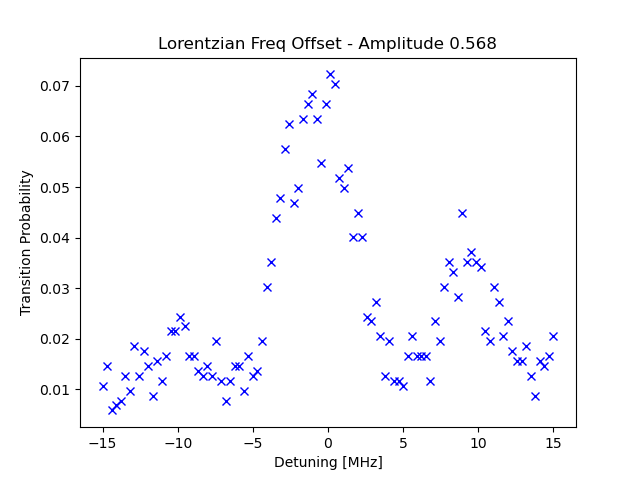 Lorentzian Freq Offset - Amplitude 0.568
Transition Probability
0.07
0.06
0.05
0.04
0.03
0.02
0.01
−15 −10 −5 0 5 10 15
Detuning [MHz]